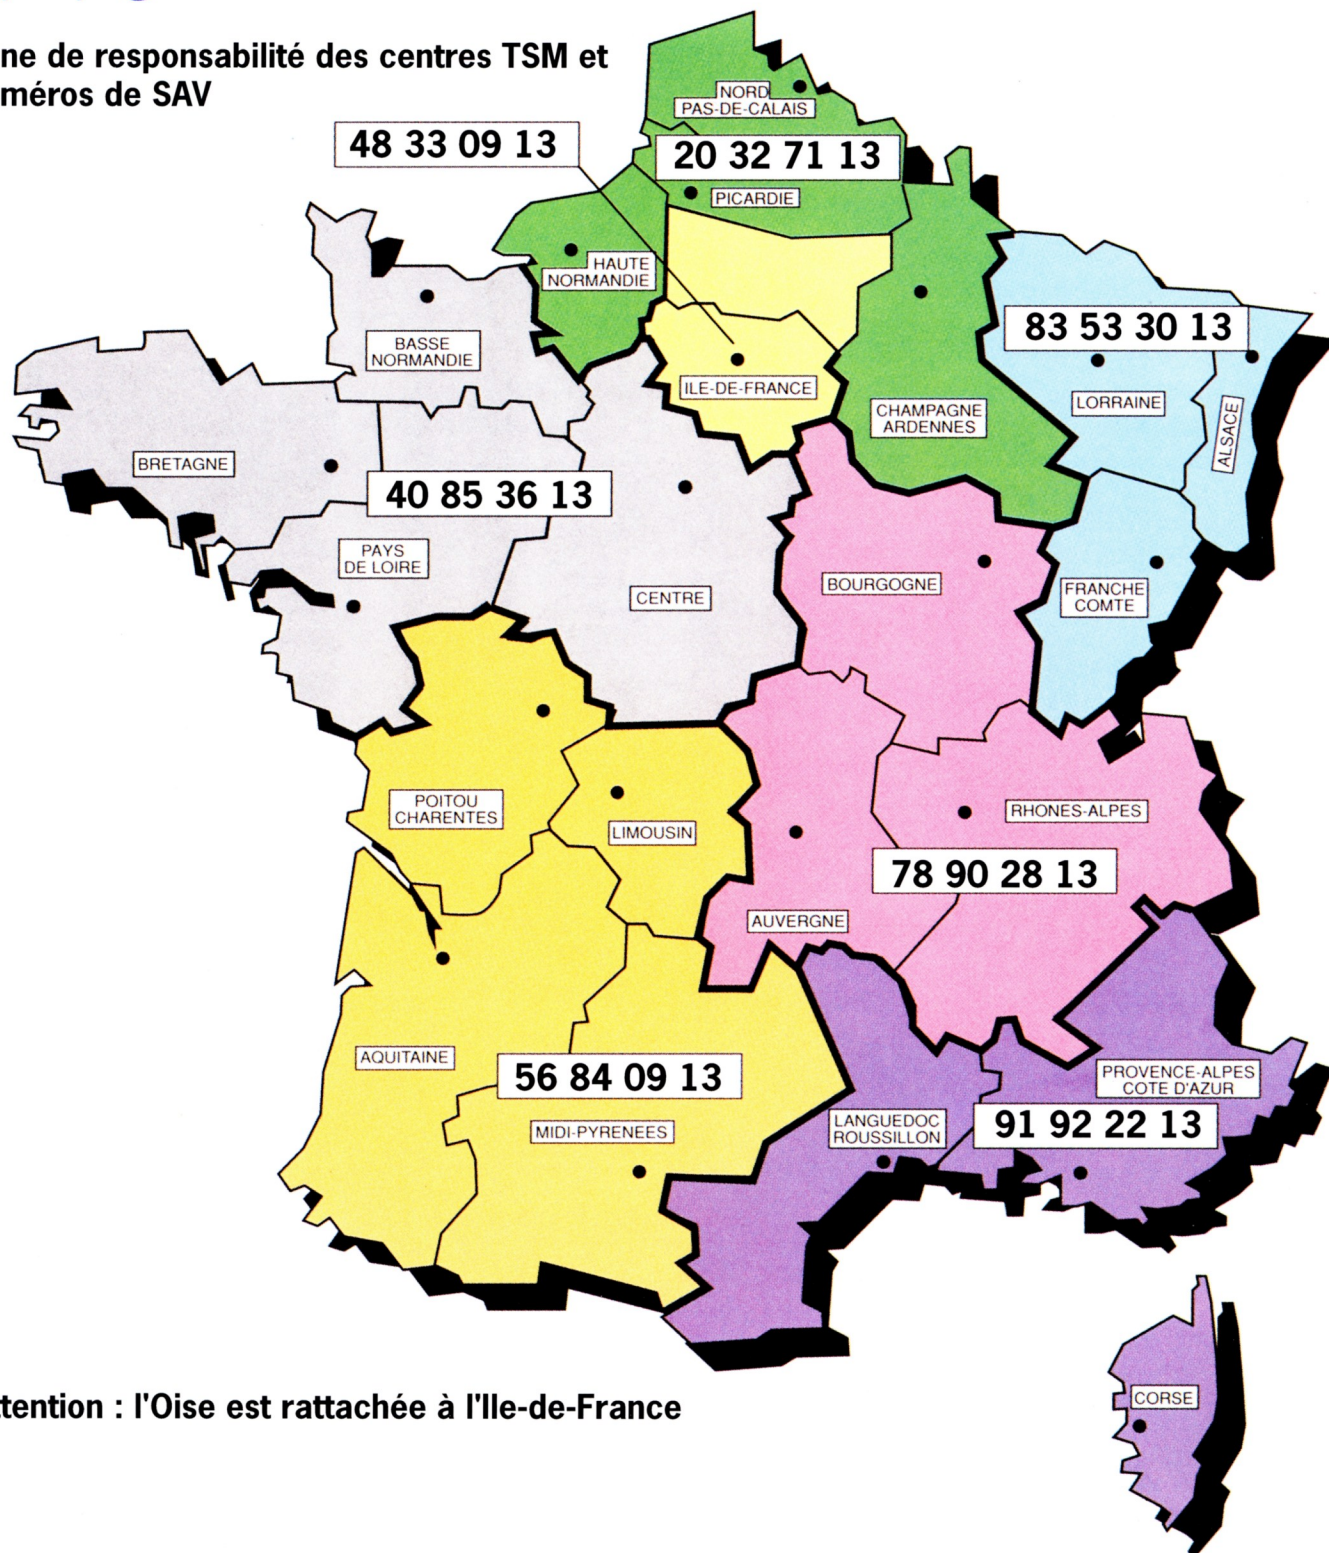 ne de responsabilité des centres TSM et
méros de SAV
NORD
PAS-DE-CALAIS
48 33 09 13
20 32 71 13
PICARDIE
HAUTE
NORMANDIE
BASSE
NORMANDIE
83 53 30 13
ILE-DE-FRANCE
CHAMPAGNE
ARDENNES
LORRAINE
ALSACE
BRETAGNE
40 85 36 13
PAYS
DE LOIRE
CENTRE
BOURGOGNE
FRANCHE
COMTE
POITOU
CHARENTES
LIMOUSIN
RHONES-ALPES
78 90 28 13
AUVERGNE
AQUITAINE
56 84 09 13
MIDI-PYRENEES
LANGUEDOC
ROUSSILLON
PROVENCE-ALPES
COTE D'AZUR
91 92 22 13
CORSE
ttention : l'Oise est rattachée à l'Ile-de-France